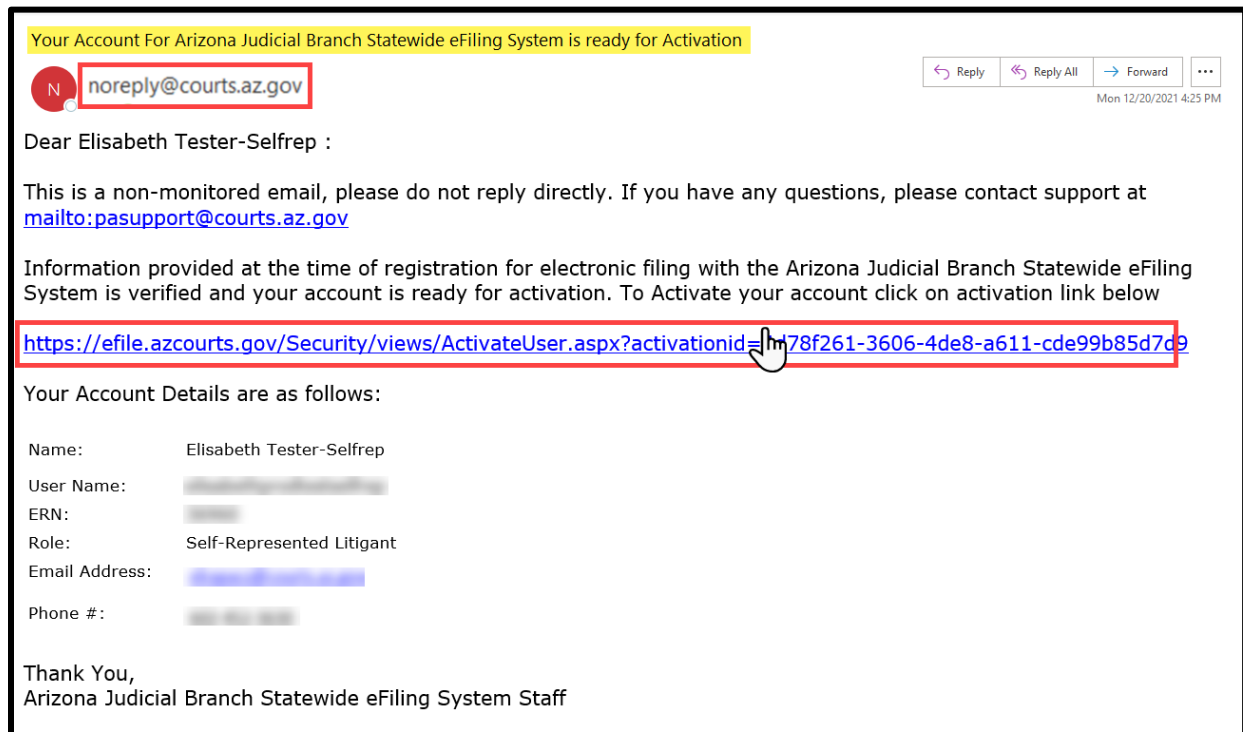 Your Account For Arizona Judicial Branch Statewide eFiling System is ready for Activation
N
noreply@courts.az.gov
Reply Reply All Forward ...
Mon 12/20/2021 4:25 PM
Dear Elisabeth Tester-Selfrep :
This is a non-monitored email, please do not reply directly. If you have any questions, please contact support at
mailto:pasupport@courts.az.gov
Information provided at the time of registration for electronic filing with the Arizona Judicial Branch Statewide eFiling
System is verified and your account is ready for activation. To Activate your account click on activation link below
https://efile.azcourts.gov/Security/views/ActivateUser.aspx?activationid= d78f261-3606-4de8-a611-cde99b85d7d9
Your Account Details are as follows:
Name: Elisabeth Tester-Selfrep
User Name:
ERN:
Role: Self-Represented Litigant
Email Address:
Phone #:
Thank You,
Arizona Judicial Branch Statewide eFiling System Staff